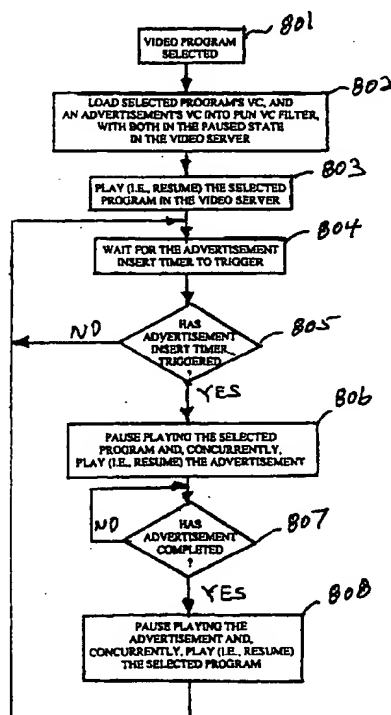 801
VIDEO PROGRAM
SELECTED
802
LOAD SELECTED PROGRAM'S VC, AND
AN ADVERTISEMENT'S VC INTO PUN VC FILTER,
WITH BOTH IN THE PAUSED STATE
IN THE VIDEO SERVER
803
PLAY (I.E., RESUME) THE SELECTED
PROGRAM IN THE VIDEO SERVER
804
WAIT FOR THE ADVERTISEMENT
INSERT TIMER TO TRIGGER
805
NO
HAS
ADVERTISEMENT
INSERT TIMER
TRIGGERED
?
YES
806
PAUSE PLAYING THE SELECTED
PROGRAM AND, CONCURRENTLY,
PLAY (I.E., RESUME) THE ADVERTISEMENT
807
NO
HAS
ADVERTISEMENT
COMPLETED
?
YES
808
PAUSE PLAYING THE
ADVERTISEMENT AND,
CONCURRENTLY, PLAY (I.E., RESUME)
THE SELECTED PROGRAM